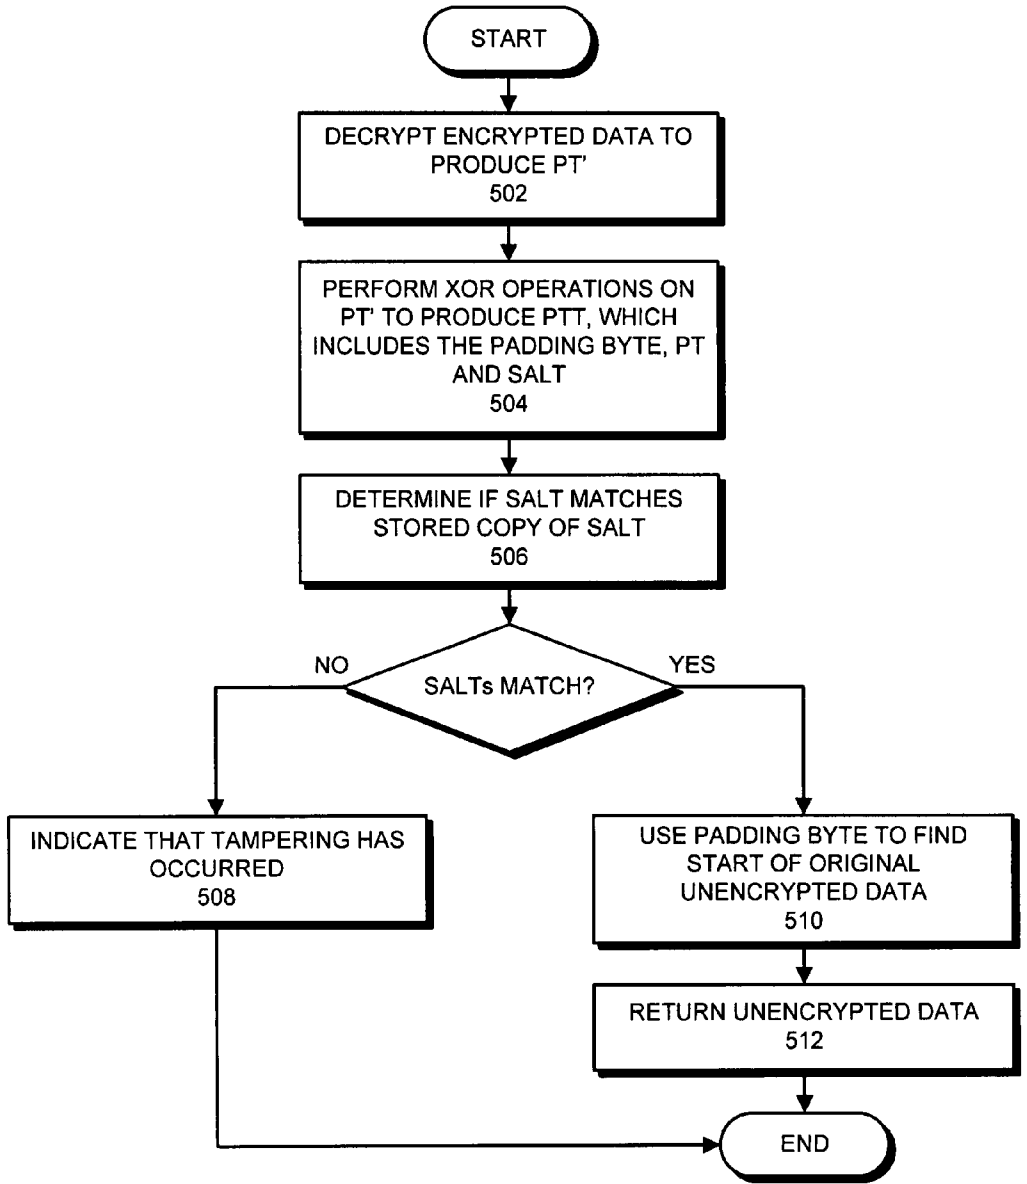 START
DECRYPT ENCRYPTED DATA TO
PRODUCE PT'
502
PERFORM XOR OPERATIONS ON
PT' TO PRODUCE PTT, WHICH
INCLUDES THE PADDING BYTE, PT
AND SALT
504
DETERMINE IF SALT MATCHES
STORED COPY OF SALT
506
NO
YES
SALTs MATCH?
INDICATE THAT TAMPERING HAS
OCCURRED
508
USE PADDING BYTE TO FIND
START OF ORIGINAL
UNENCRYPTED DATA
510
RETURN UNENCRYPTED DATA
512
END